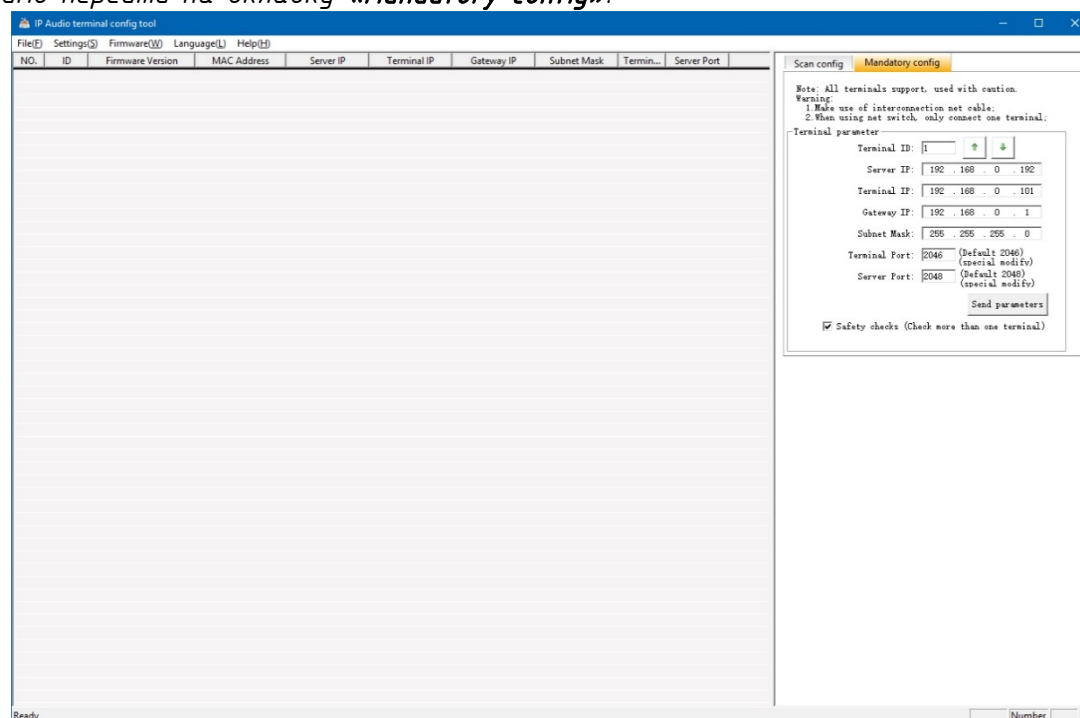 перейти на вкладку «Mandatory config».
IP Audio terminal config tool
File(F) Settings(S) Firmware(W) Language(L) Help(H)
NO. ID Firmware Version MAC Address Server IP Terminal IP Gateway IP Subnet Mask Termin... Server Port
Scan config Mandatory config
Note: All terminals support, used with caution.
Warning:
1.Make use of interconnection net cable;
2.When using net switch, only connect one terminal;
Terminal parameter
Terminal ID: 1
Server IP: 192 . 168 . 0 . 192
Terminal IP: 192 . 168 . 0 . 101
Gateway IP: 192 . 168 . 0 . 1
Subnet Mask: 255 . 255 . 255 . 0
Terminal Port: 2046 (Default 2046)
(special modify)
Server Port: 2048 (Default 2048)
(special modify)
Send parameters
Safety checks (Check more than one terminal)
Ready
Number